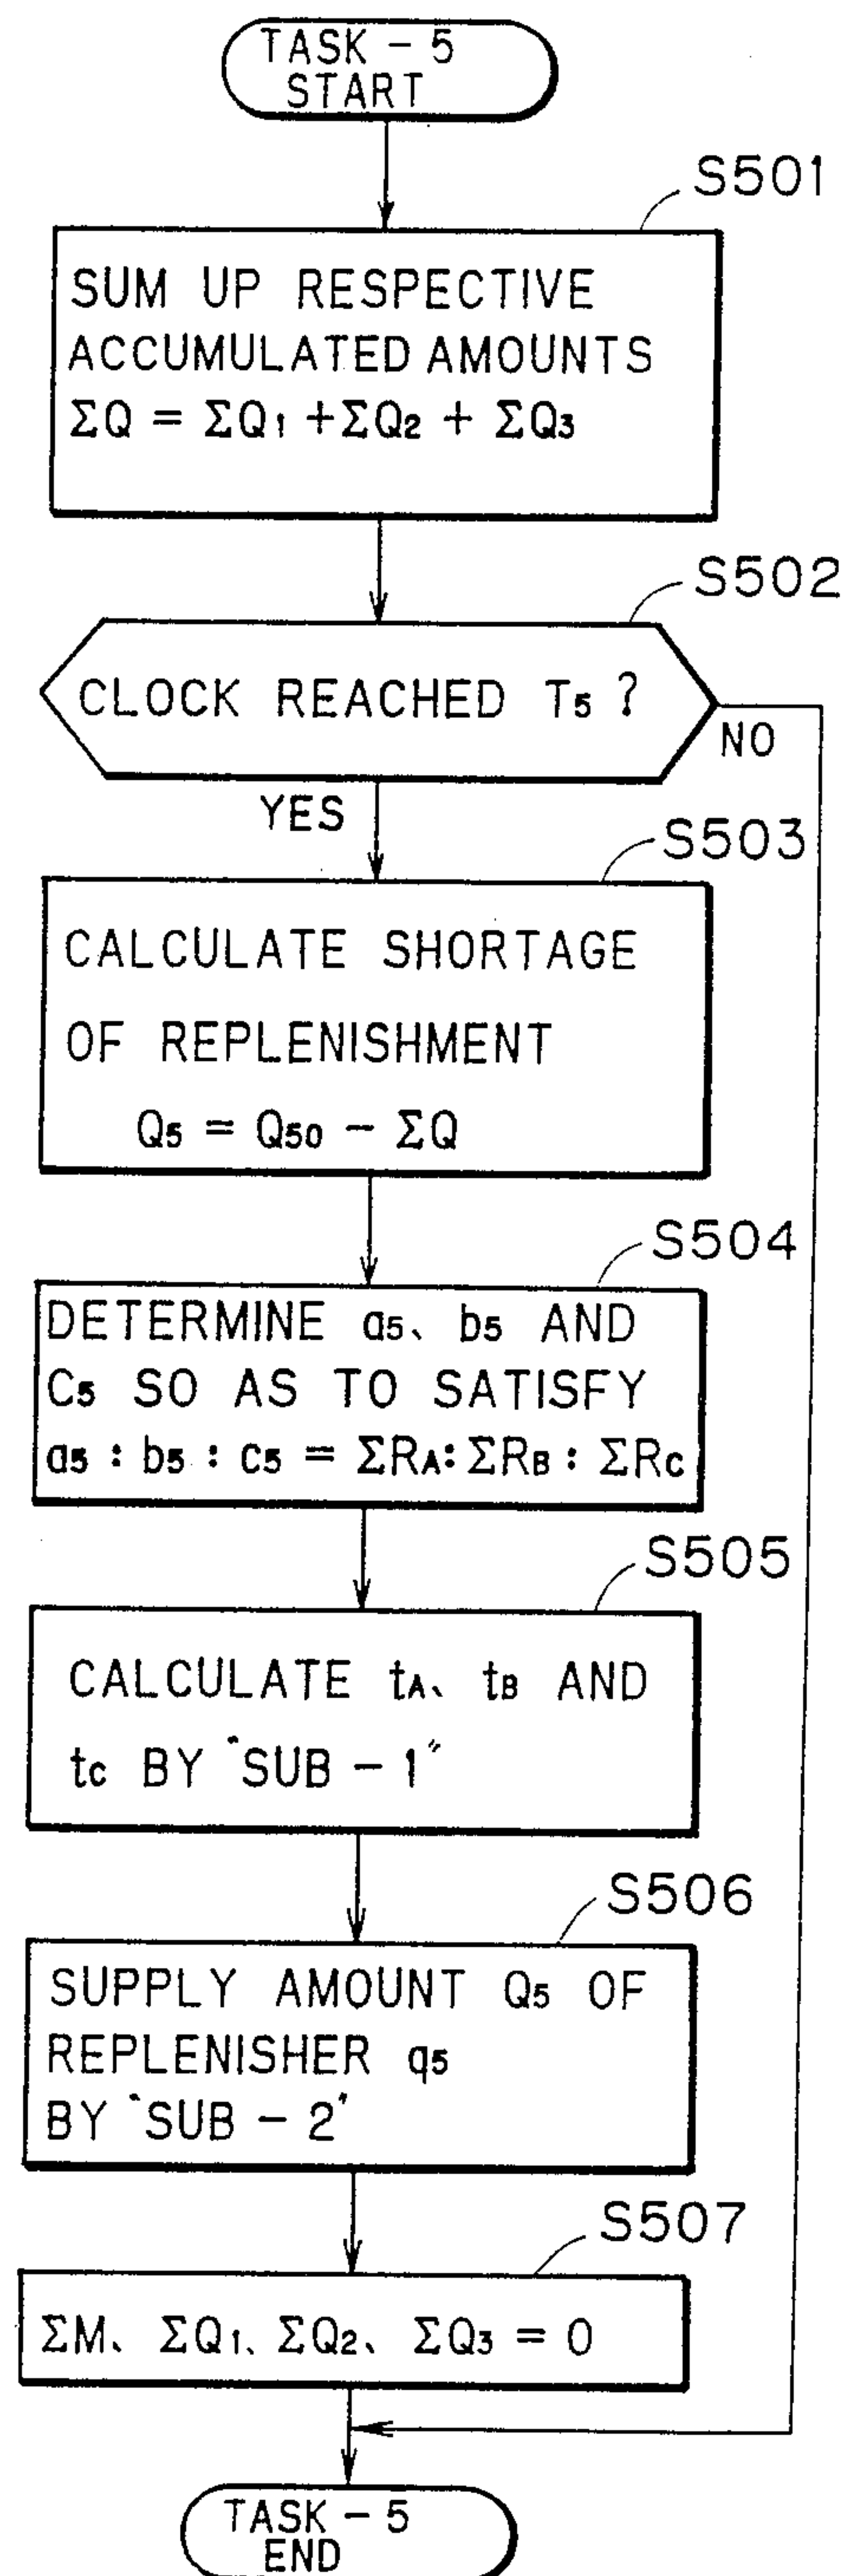 TASK - 5
START
S501
SUM UP RESPECTIVE
ACCUMULATED AMOUNTS
ΣQ = ΣQ₁ + ΣQ₂ + ΣQ₃
S502
CLOCK REACHED T₅ ?
NO
YES
S503
CALCULATE SHORTAGE
OF REPLENISHMENT
Q₅ = Q₅₀ - ΣQ
S504
DETERMINE a₅、b₅ AND
C₅ SO AS TO SATISFY
a₅ : b₅ : c₅ = ΣRA : ΣRB : ΣRC
S505
CALCULATE tA、tB AND
tC BY "SUB - 1"
S506
SUPPLY AMOUNT Q₅ OF
REPLENISHER q₅
BY "SUB - 2"
S507
ΣM、ΣQ₁、ΣQ₂、ΣQ₃ = 0
TASK - 5
END